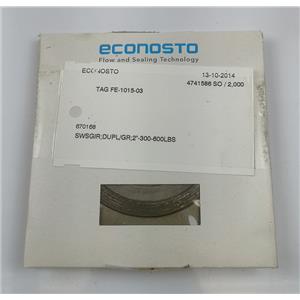 econosto
Flow and Sealing Technology
ECONOSTO
13-10-2014
4741586 SO / 2,000
TAG FE-1015-03
670168
SWSGIR;DUPL/GR;2"-300-600LBS